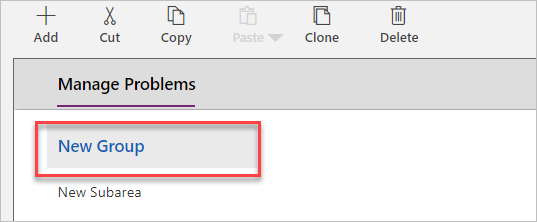 Add Cut Copy Paste Clone Delete
Manage Problems
New Group
New Subarea